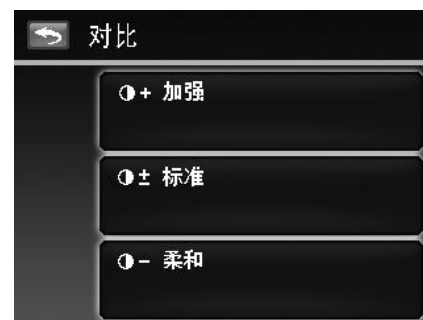 对比
+ 加强
± 标准
- 柔和